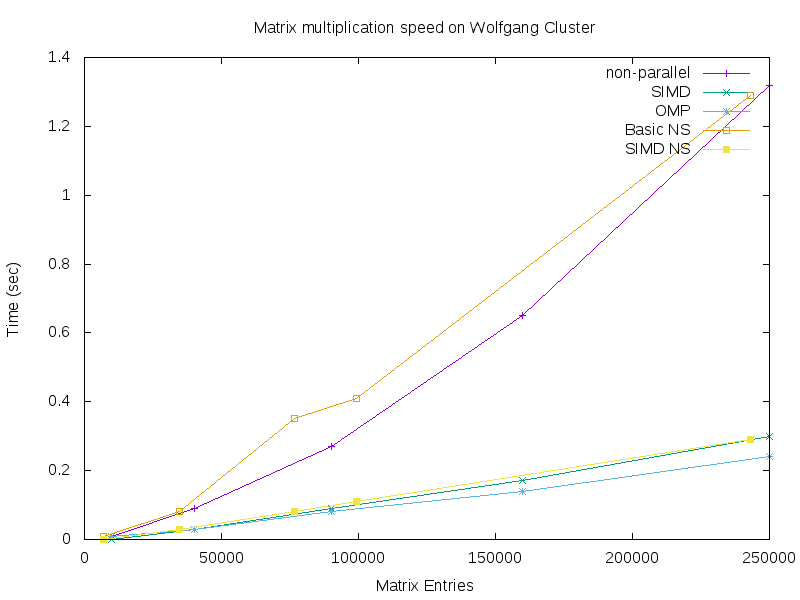 Matrix multiplication speed on Wolfgang Cluster
1.4
1.2
1
0.8
0.6
0.4
0.2
0
Time (sec)
non-parallel
SIMD
OMP
Basic NS
SIMD NS
0 50000 100000 150000 200000 250000
Matrix Entries